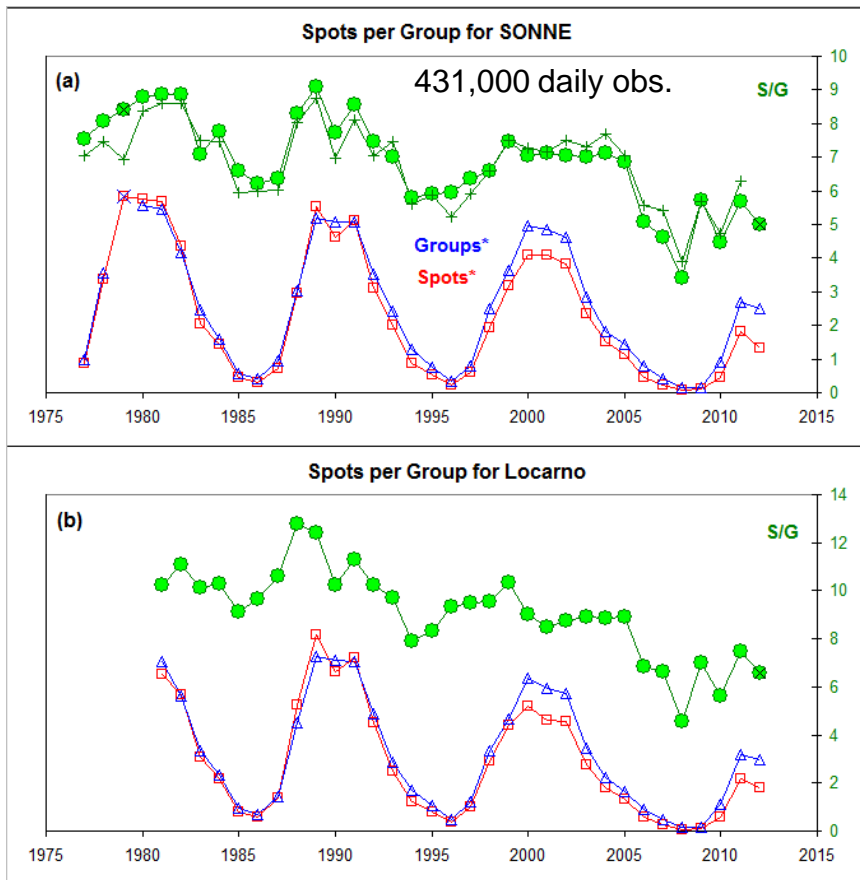 Spots per Group for SONNE
(a)
431,000 daily obs.
S/G
Groups*
Spots*
10
9
8
7
6
5
4
3
2
1
0
1975 1980 1985 1990 1995 2000 2005 2010 2015
Spots per Group for Locarno
(b)
S/G
14
12
10
8
6
4
2
0
1975 1980 1985 1990 1995 2000 2005 2010 2015